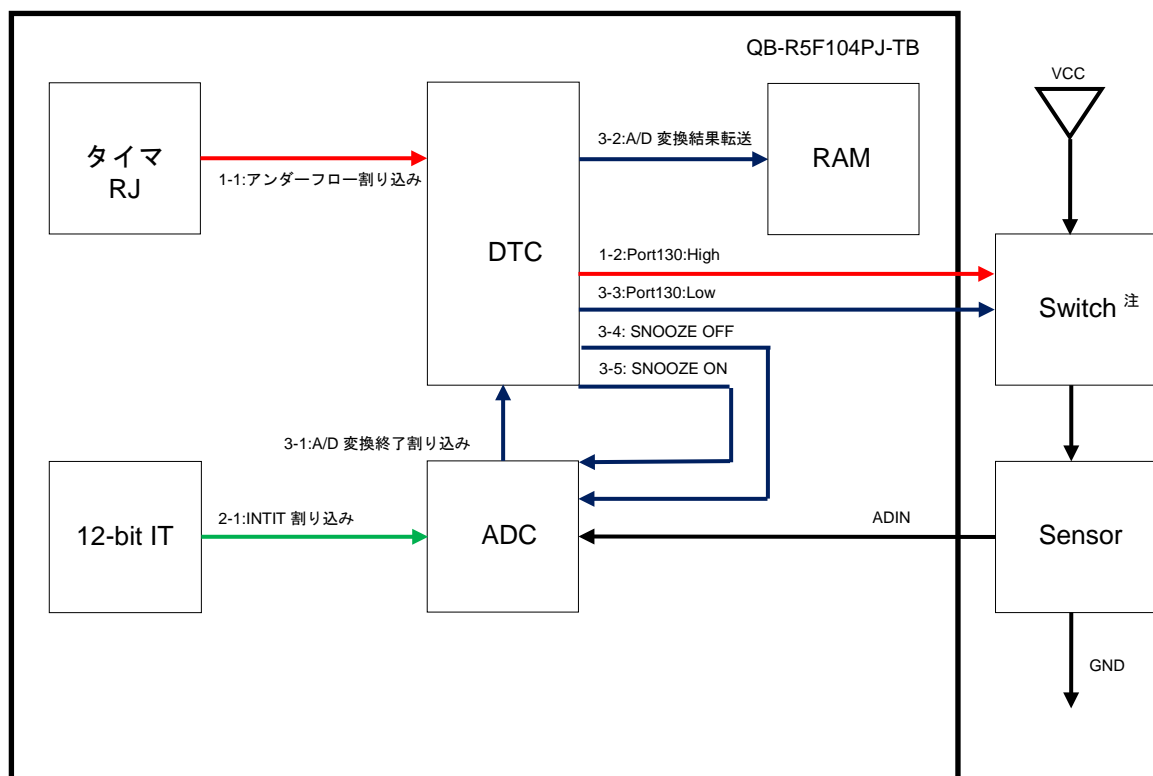 QB-R5F104PJ-TB
VCC
タイマ
RJ
1-1:アンダーフロー割り込み
DTC
3-2:A/D 変換結果転送
RAM
1-2:Port130:High
3-3:Port130:Low
Switch 注
3-4: SNOOZE OFF
3-5: SNOOZE ON
3-1:A/D 変換終了割り込み
12-bit IT
2-1:INTIT 割り込み
ADC
ADIN
Sensor
GND